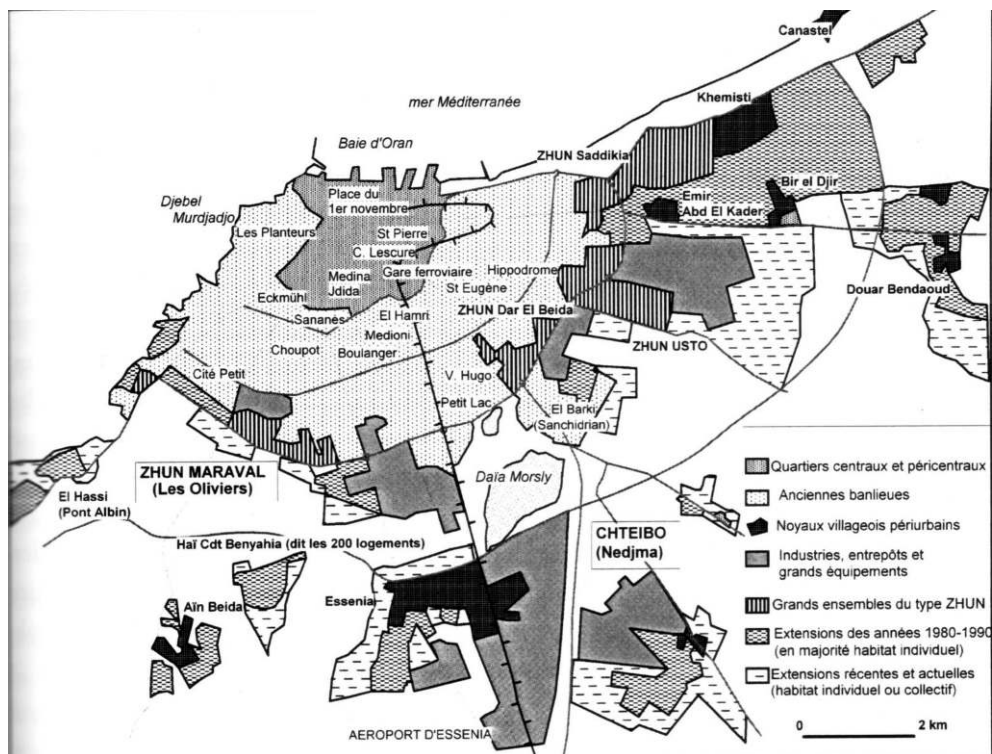 Canastel
mer Méditerranée
Khemisti
Baie d'Oran
ZHUN Saddikia
Djebel
Murdjadjo
Place du
1er novembre
Bir el Djir
Emir
Abd El Kader
Les Planteurs
St Pierre
C. Lescure
Gare ferroviaire
Hippodrome
Medina
Jdida
St Eugène
Eckmühl
Douar Bendaoud
Sananès
El Hamri
ZHUN Dar El Beida
Medioni
Choupot
Boulanger
ZHUN USTO
Cité Petit
V. Hugo
Petit Lac
El Barki
(Sanchidrian)
ZHUN MARAVAL
(Les Oliviers)
Daïa Morsly
El Hassi
(Pont Albin)
CHTEIBO
(Nedjma)
Haï Cdt Benyahia (dit les 200 logements)
Essenia
Aïn Beida
AEROPORT D'ESSENIA
Quartiers centraux et péricentraux
Anciennes banlieues
Noyaux villageois périurbains
Industries, entrepôts et
grands équipements
Grands ensembles du type ZHUN
Extensions des années 1980-1990
(en majorité habitat individuel)
Extensions récentes et actuelles
(habitat individuel ou collectif)
0 2 km